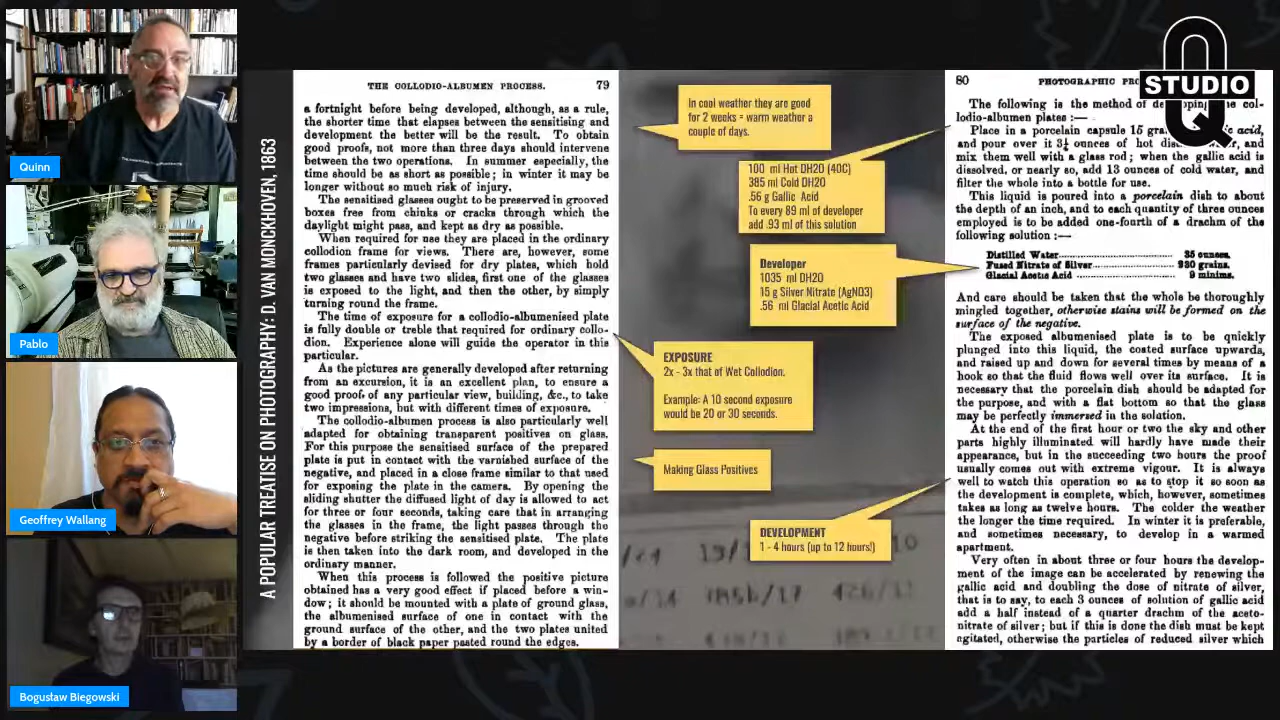 Quinn
Pablo
Geoffrey Wallang
Bogustaw Biegowski
STUDIO
A POPULAR TREATISE ON PHOTOGRAPHY: D. VAN MONCKHOVEN, 1863
THE COLLODIO-ALBUMEN PROCESS. 79
a fortnight before being developed, although, as a rule,
the shorter time that elapses between the sensitising and
development the better will be the result. To obtain
good proofs, not more than three days should intervene
between the two operations. In summer especially, the
time should be as short as possible; in winter it may be
longer without so much risk of injury.
The sensitised glasses ought to be preserved in grooved
boxes free from chinks or cracks through which the
daylight might pass, and kept as dry as possible.
When required for use they are placed in the ordinary
collodion frame for views. There are, however, some
frames particularly devised for dry plates, which hold
two glasses and have two slides, first one of the glasses
is exposed to the light, and then the other, by simply
turning round the frame.
The time of exposure for a collodio-albumenised plate
is fully double or treble that required for ordinary collo-
dion. Experience alone will guide the operator in this
particular.
As the pictures are generally developed after returning
from an excursion, it is an excellent plan, to ensure a
good proof of any particular view, building, &c., to take
two impressions, but with different times of exposure.
The collodio-albumen process is also particularly well
adapted for obtaining transparent positives on glass.
For this purpose the sensitised surface of the prepared
plate is put in contact with the varnished surface of the
negative, and placed in a close frame similar to that used
for exposing the plate in the camera. By opening the
sliding shutter the diffused light of day is allowed to act
for three or four seconds, taking care that in arranging
the glasses in the frame, the light passes through the
negative before striking the sensitised plate. The plate
is then taken into the dark room, and developed in the
ordinary manner.
When this process is followed the positive picture
obtained has a very good effect if placed before a win-
dow; it should be mounted with a plate of ground glass,
the albumenised surface of one in contact with the
ground surface of the other, and the two plates united
by a border of black paper pasted round the edges.
In cool weather they are good
for 2 weeks = warm weather a
couple of days.
100 ml Hot DH20 (40C)
385 ml Cold DH20
.56 g Gallic Acid
To every 89 ml of developer
add .93 ml of this solution
Developer
1035 ml DH20
15 g Silver Nitrate (AgNO3)
.56 ml Glacial Acetic Acid
EXPOSURE
2x - 3x that of Wet Collodion.
Example: A 10 second exposure
would be 20 or 30 seconds.
Making Glass Positives
DEVELOPMENT
1 - 4 hours (up to 12 hours!)
80 PHOTOGRAPHIC
The following is the method of the col-
lodio-albumen plates :—
Place in a porcelain capsule 15 acid,
and pour over it 3¼ ounces of hot and
mix them well with a glass rod; when the gallic acid is
dissolved, or nearly so, add 13 ounces of cold water, and
filter the whole into a bottle for use.
This liquid is poured into a porcelain dish to about
the depth of an inch, and to each quantity of three ounces
employed is to be added one-fourth of a drachm of the
following solution :—
Distilled Water 35 ounces.
Fused Nitrate of Silver 230 grains.
Glacial Acetic Acid 9 minims.
And care should be taken that the whole be thoroughly
mingled together, otherwise stains will be formed on the
surface of the negative.
The exposed albumenised plate is to be quickly
plunged into this liquid, the coated surface upwards,
and raised up and down for several times by means of a
hook so that the fluid flows well over its surface. It is
necessary that the porcelain dish should be adapted for
the purpose, and with a flat bottom so that the glass
may be perfectly immersed in the solation.
At the end of the first hour or two the sky and other
parts highly illuminated will hardly have made their
appearance, but in the succeeding two hours the proof
usually comes out with extreme vigour. It is always
well to watch this operation so as to stop it so soon as
the development is complete, which, however, sometimes
takes as long as twelve hours. The colder the weather
the longer the time required. In winter it is preferable,
and sometimes necessary, to develop in a warmed
apartment.
Very often in about three or four hours the develop-
ment of the image can be accelerated by renewing the
gallic acid and doubling the dose of nitrate of silver;
that is to say, to each 3 ounces of solution of gallic acid
add a half instead of a quarter drachm of the aceto-
nitrate of silver; but if this is done the dish must be kept
agitated, otherwise the particles of reduced silver which